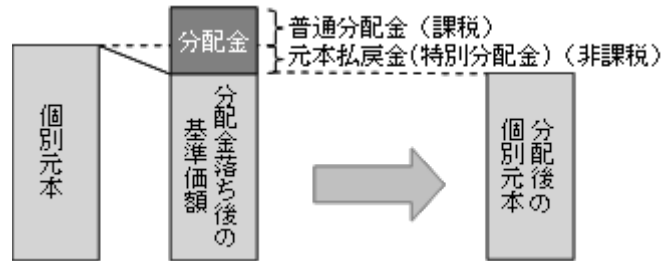 分配金
普通分配金（課税）
元本払戻金(特別分配金)（非課税）
個別元本
分配金落ち後の
基準価額
分配後の
個別元本